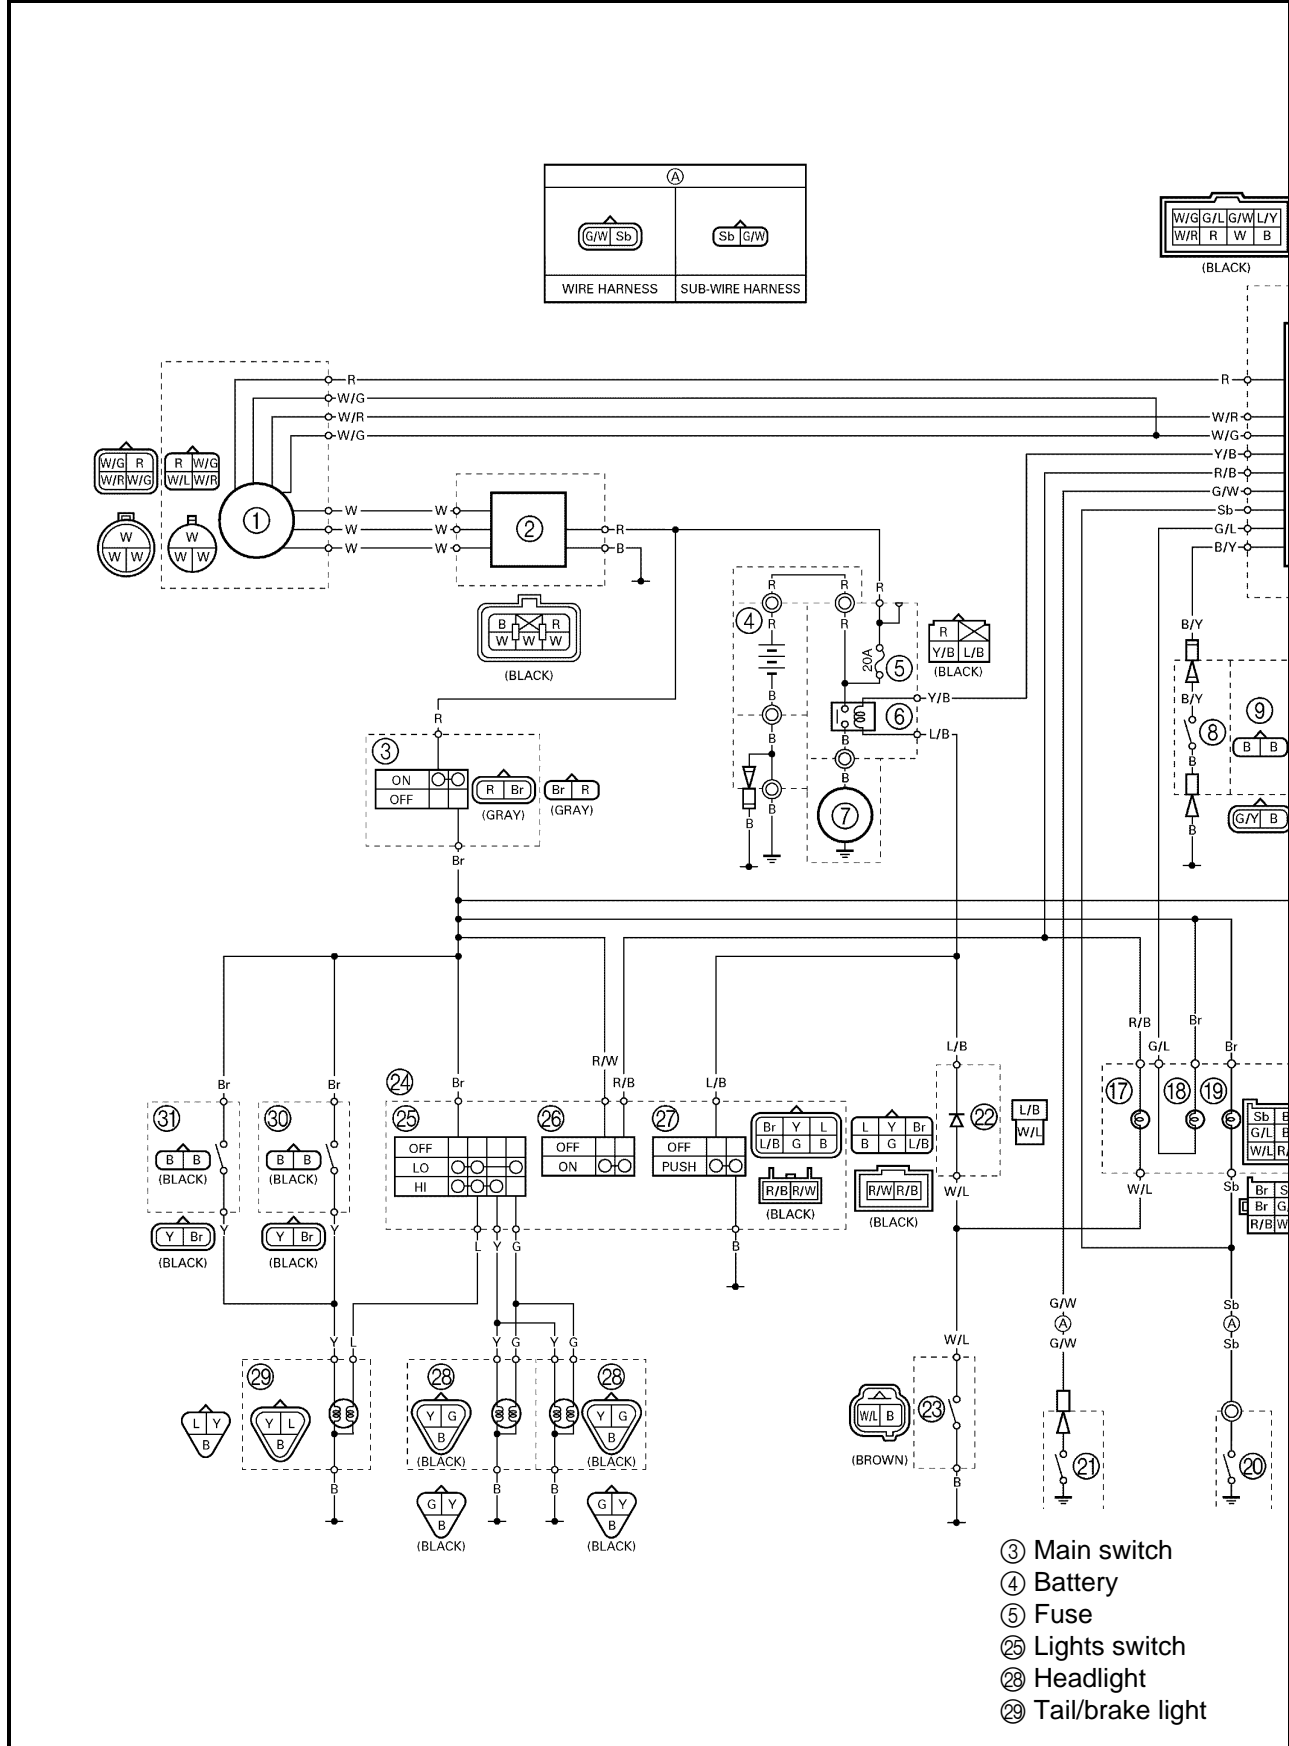 A
G/W Sb
Sb G/W
WIRE HARNESS SUB-WIRE HARNESS
W/G G/L G/W L/Y
W/R R W B
(BLACK)
R R
W/G
W/R W/R
W/G W/G
Y/B
R/B
G/W
Sb
G/L
B/Y
W/G R
W/R W/G
R W/G
W/L W/R
1
W
W W
W
W W
W W
W W
W W
2
R
B
B R
W W W
(BLACK)
R R R
4
R R
20A
5
R
Y/B L/B
(BLACK)
B
6
Y/B
L/B
B B
B
B
B
7
B/Y
B/Y
8
9
B B
B
G/Y B
B
R
3
ON
OFF
R Br
(GRAY)
Br R
(GRAY)
Br
R/B
Br
G/L
Br
L/B
R/W
R/B
L/B
Br
Br
Br
24
31
B B
(BLACK)
Y Br
(BLACK)
Y
30
B B
(BLACK)
Y Br
(BLACK)
Y
25
OFF
LO
HI
26
OFF
ON
27
OFF
PUSH
Br Y L
L/B G B
R/B R/W
(BLACK)
L Y Br
B G L/B
R/W R/B
(BLACK)
22
L/B
W/L
W/L
17
18
19
Sb
G/L
W/L
Br
Br
R/B
W/L
Sb
L Y G
B
Y L
Y G Y G
29
L Y
B
Y L
B
B
28
Y G
B
(BLACK)
28
Y G
B
(BLACK)
B
B
G Y
B
(BLACK)
G Y
B
(BLACK)
W/L
23
W/L B
(BROWN)
B
G/W
A
G/W
21
Sb
A
Sb
20
3 Main switch
4 Battery
5 Fuse
25 Lights switch
28 Headlight
29 Tail/brake light